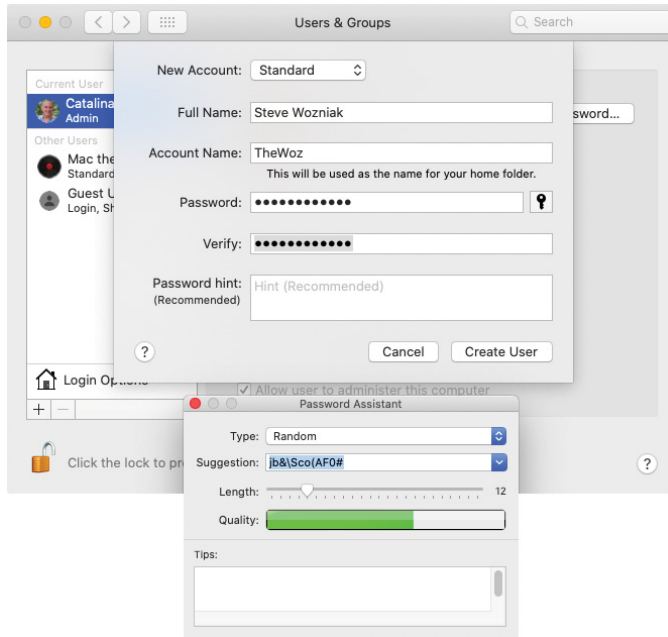 Users & Groups
Search
New Account: Standard
Current User
Catalina
Admin
sword...
Full Name: Steve Wozniak
Other Users
Mac the
Standard
Account Name: TheWoz
This will be used as the name for your home folder.
Guest U
Login, Sh
Password: ••••••••••••
Verify: ••••••••••••
Password hint: Hint (Recommended)
(Recommended)
? Cancel Create User
Login Options
Allow user to administer this computer
+ −
Password Assistant
Type: Random
Click the lock to pr
Suggestion: jb&\Sco(AF0#
?
Length: 12
Quality:
Tips: